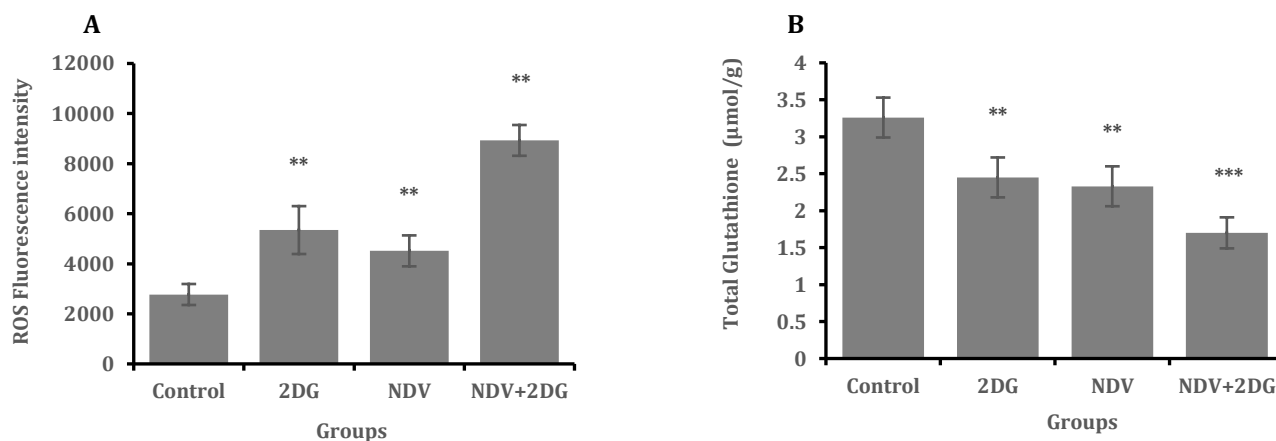 A
ROS Fluorescence intensity
12000
10000
8000
6000
4000
2000
0
**
**
**
Control 2DG NDV NDV+2DG
Groups
B
Total Glutathione (µmol/g)
4
3.5
3
2.5
2
1.5
1
0.5
0
**
**
***
Control 2DG NDV NDV+2DG
Groups